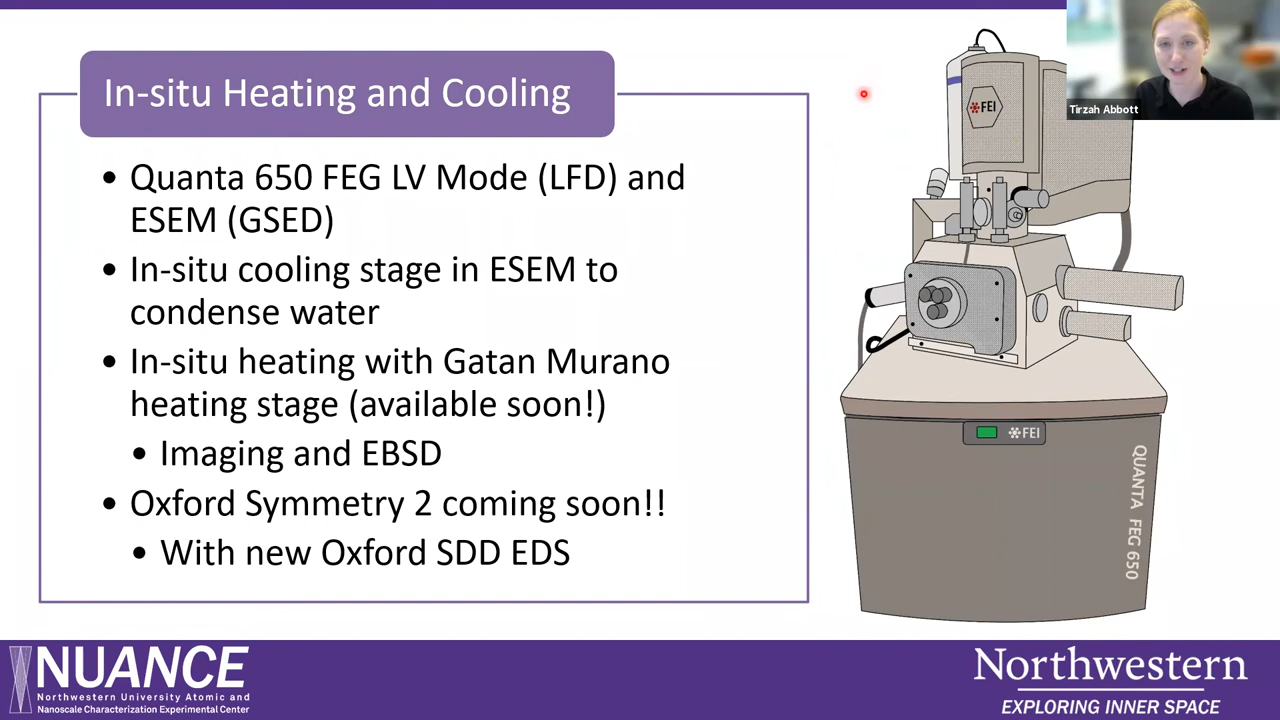 In-situ Heating and Cooling
• Quanta 650 FEG LV Mode (LFD) and
ESEM (GSED)
• In-situ cooling stage in ESEM to
condense water
• In-situ heating with Gatan Murano
heating stage (available soon!)
• Imaging and EBSD
• Oxford Symmetry 2 coming soon!!
• With new Oxford SDD EDS
FEI
Tirzah Abbott
FEI
QUANTA FEG 650
NUANCE
Northwestern University Atomic and
Nanoscale Characterization Experimental Center
Northwestern
EXPLORING INNER SPACE